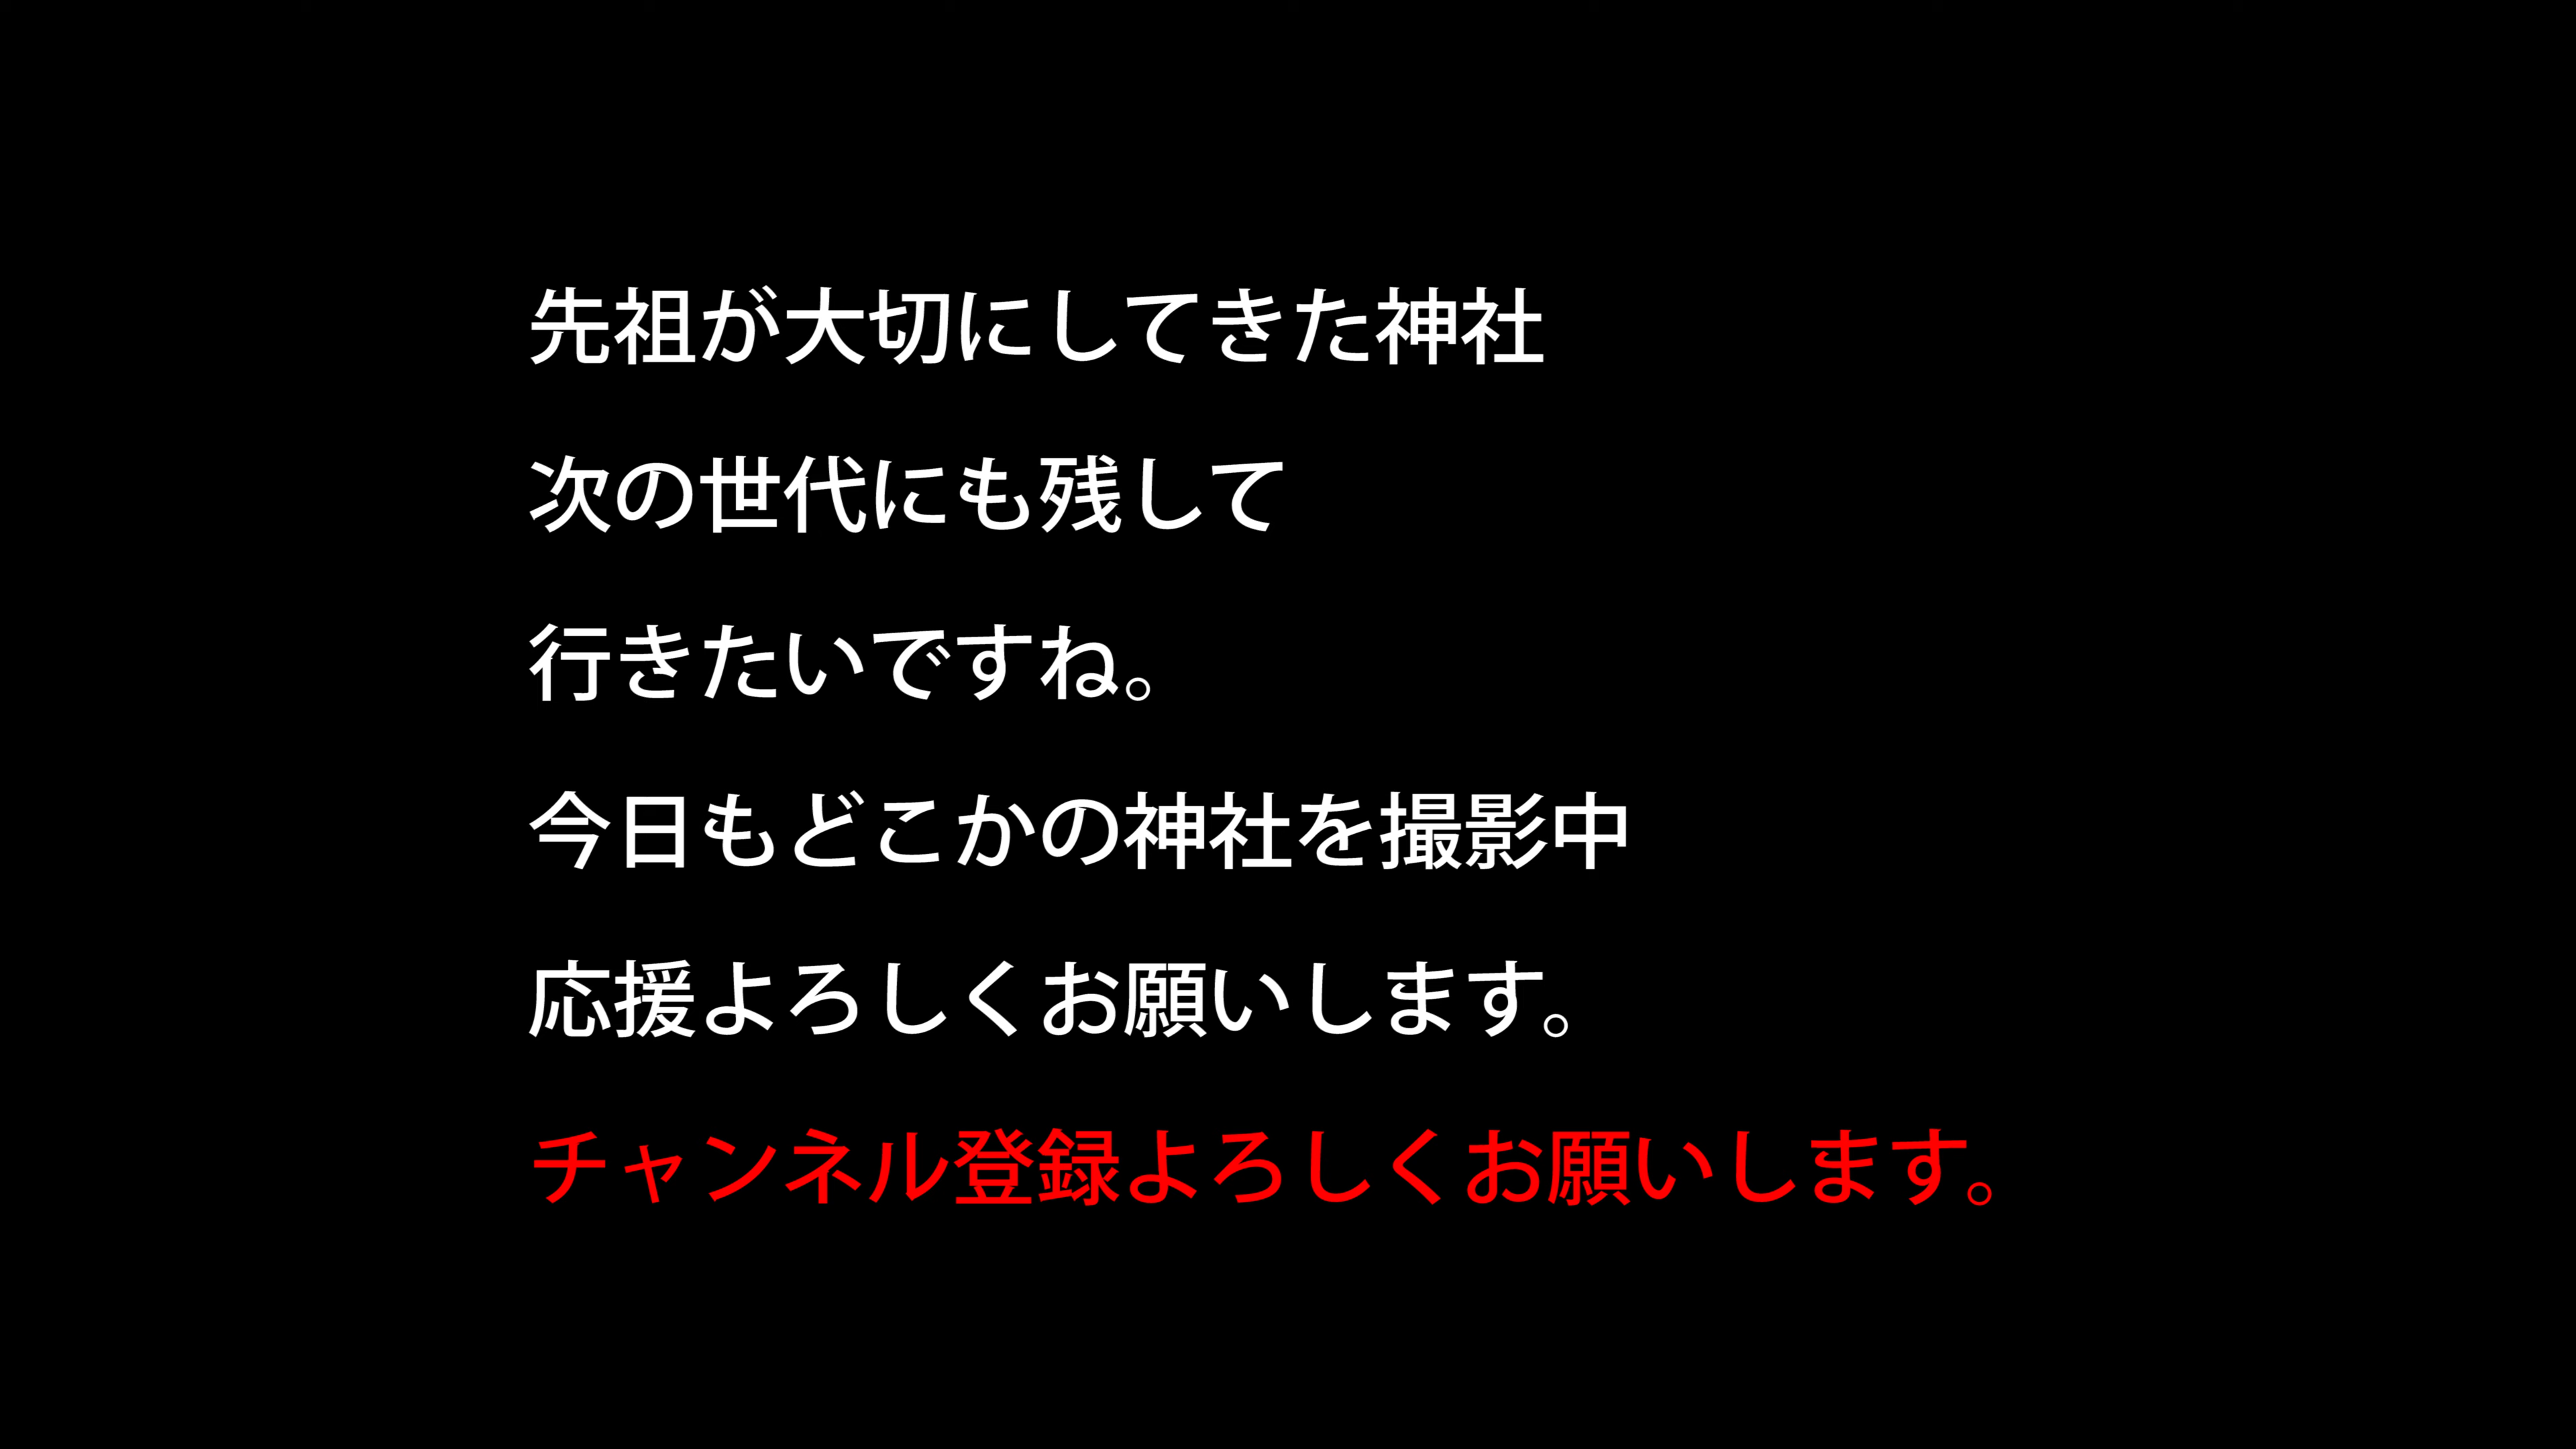 先祖が大切にしてきた神社
次の世代にも残して
行きたいですね。
今日もどこかの神社を撮影中
応援よろしくお願いします。
チャンネル登録よろしくお願いします。